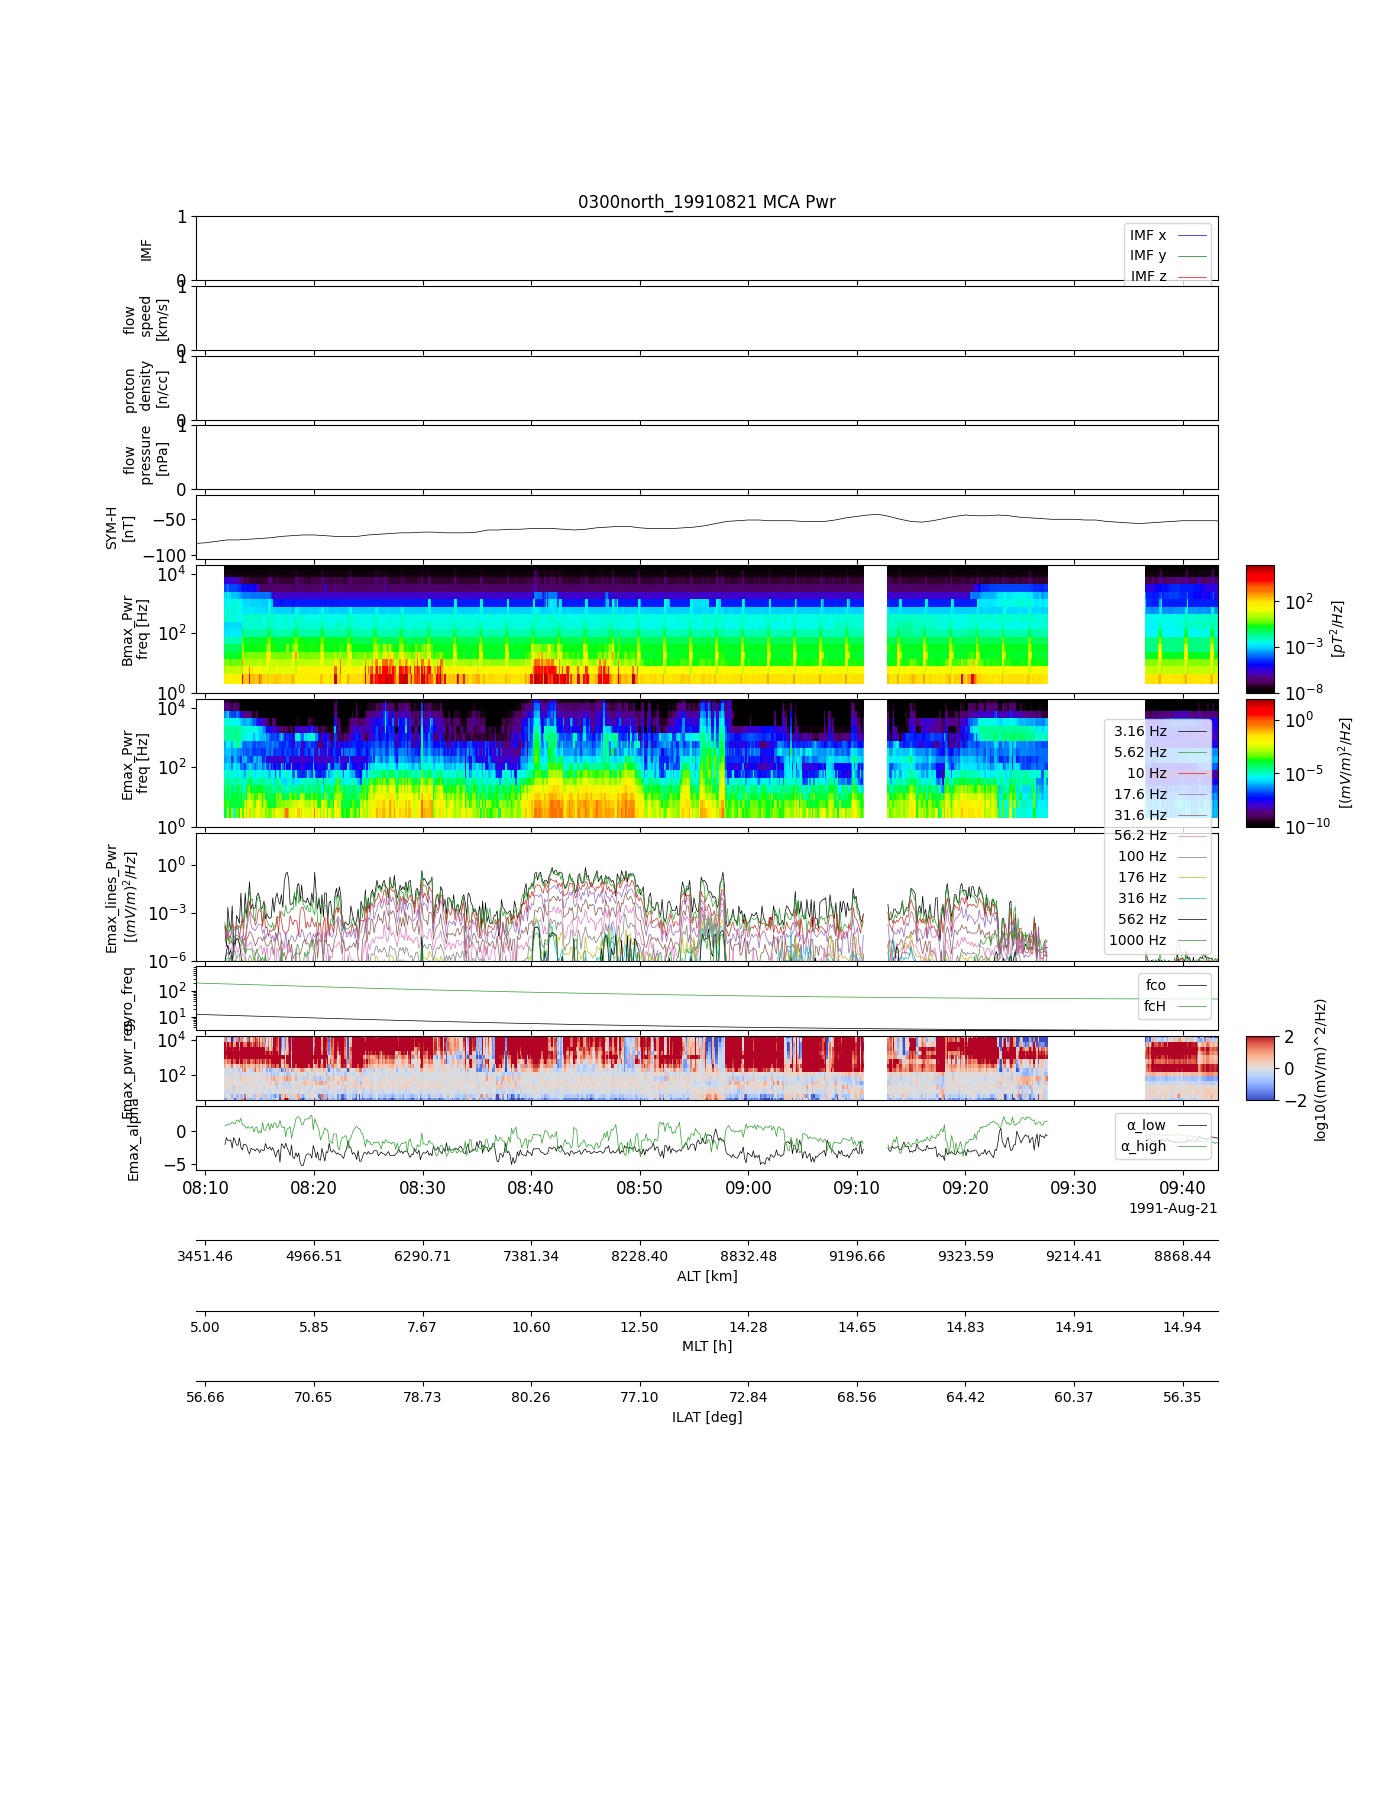 0300north_19910821 MCA Pwr
1
0
IMF
IMF x
IMF y
IMF z
1
0
flow
speed
[km/s]
1
0
proton
density
[n/cc]
1
0
flow
pressure
[nPa]
−50
−100
SYM-H
[nT]
10^4
10^2
10^0
Bmax_Pwr
freq [Hz]
10^2
10^−3
10^−8
[pT^2/Hz]
10^4
10^2
10^0
Emax_Pwr
freq [Hz]
10^0
10^−5
10^−10
[(mV/m)^2/Hz]
3.16 Hz
5.62 Hz
10 Hz
17.6 Hz
31.6 Hz
56.2 Hz
100 Hz
176 Hz
316 Hz
562 Hz
1000 Hz
10^0
10^−3
10^−6
Emax_lines_Pwr
[(mV/m)^2/Hz]
10^2
10^1
gyro_freq
fco
fcH
10^4
10^2
Emax_pwr_res
2
0
−2
log10((mV/m)^2/Hz)
0
−5
Emax_alpha
α_low
α_high
08:10 08:20 08:30 08:40 08:50 09:00 09:10 09:20 09:30 09:40
1991-Aug-21
3451.46 4966.51 6290.71 7381.34 8228.40 8832.48 9196.66 9323.59 9214.41 8868.44
ALT [km]
5.00 5.85 7.67 10.60 12.50 14.28 14.65 14.83 14.91 14.94
MLT [h]
56.66 70.65 78.73 80.26 77.10 72.84 68.56 64.42 60.37 56.35
ILAT [deg]